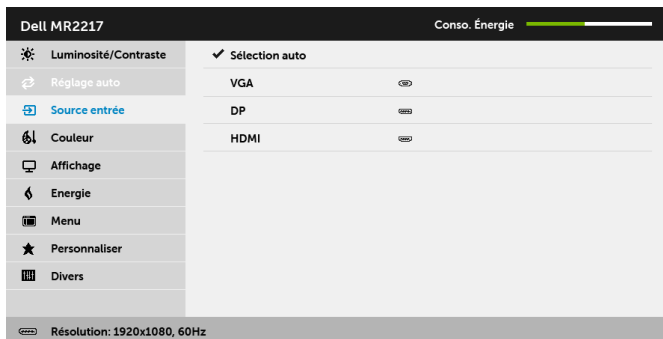 Dell MR2217 Conso. Énergie
Luminosité/Contraste Sélection auto
Réglage auto VGA
Source entrée DP
Couleur HDMI
Affichage
Energie
Menu
Personnaliser
Divers
Résolution: 1920x1080, 60Hz